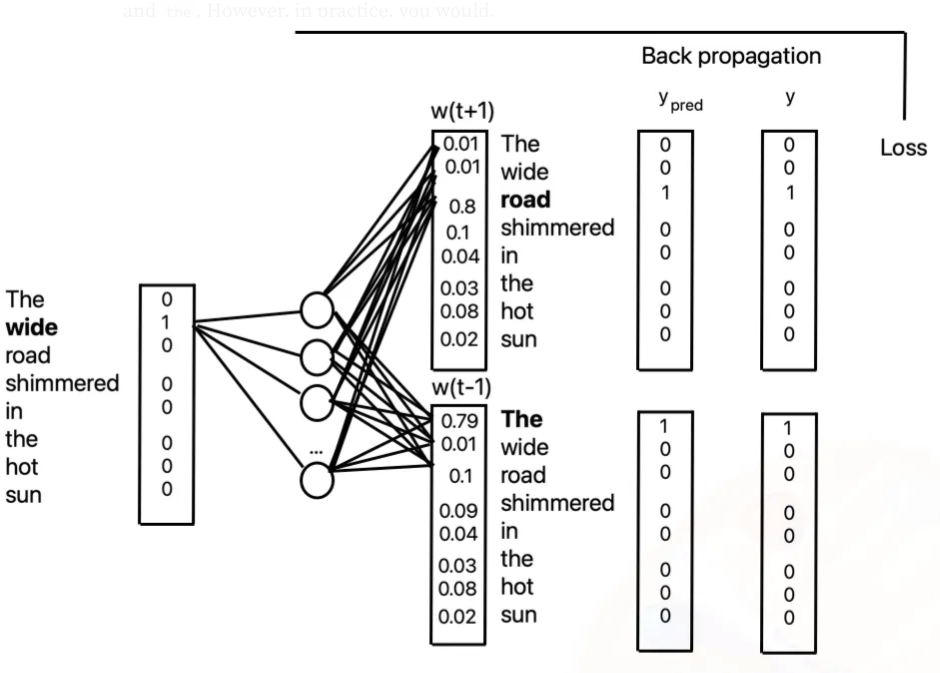 and the. However, in practice, you would,
Back propagation
y pred
y
Loss
The
wide
road
shimmered
in
the
hot
sun
0
1
0
0
0
0
0
0
...
w(t+1)
0.01 The
0.01 wide
0.8 road
0.1 shimmered
0.04 in
0.03 the
0.08 hot
0.02 sun
0 0
0 0
1 1
0 0
0 0
0 0
0 0
0 0
w(t-1)
0.79 The
0.01 wide
0.1 road
0.09 shimmered
0.04 in
0.03 the
0.08 hot
0.02 sun
1 1
0 0
0 0
0 0
0 0
0 0
0 0
0 0